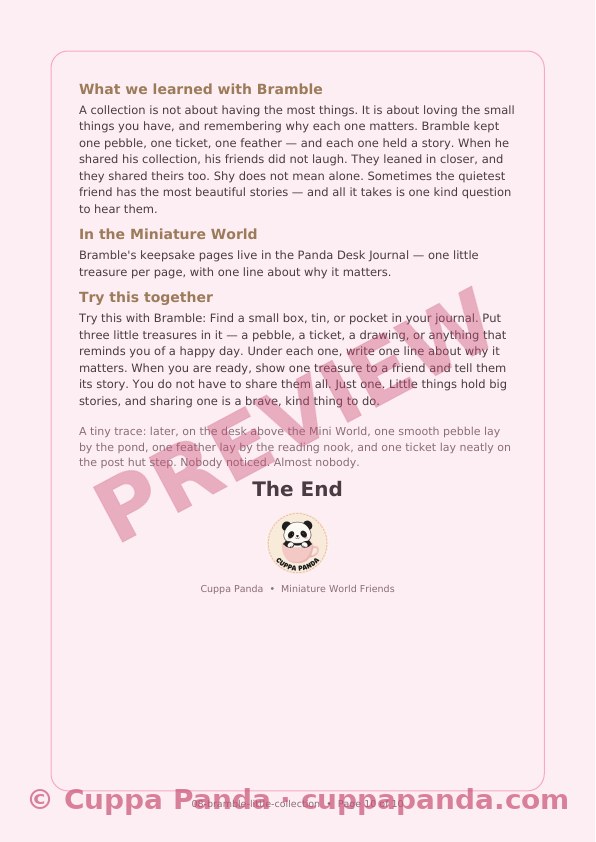 What we learned with Bramble
A collection is not about having the most things. It is about loving the small
things you have, and remembering why each one matters. Bramble kept
one pebble, one ticket, one feather — and each one held a story. When he
shared his collection, his friends did not laugh. They leaned in closer, and
they shared theirs too. Shy does not mean alone. Sometimes the quietest
friend has the most beautiful stories — and all it takes is one kind question
to hear them.
In the Miniature World
Bramble's keepsake pages live in the Panda Desk Journal — one little
treasure per page, with one line about why it matters.
Try this together
Try this with Bramble: Find a small box, tin, or pocket in your journal. Put
three little treasures in it — a pebble, a ticket, a drawing, or anything that
reminds you of a happy day. Under each one, write one line about why it
matters. When you are ready, show one treasure to a friend and tell them
its story. You do not have to share them all. Just one. Little things hold big
stories, and sharing one is a brave, kind thing to do.
A tiny trace: later, on the desk above the Mini World, one smooth pebble lay
by the pond, one feather lay by the reading nook, and one ticket lay neatly on
the post hut step. Nobody noticed. Almost nobody.
PREVIEW
The End
CUPPA PANDA
Cuppa Panda • Miniature World Friends
© Cuppa Panda · cuppapanda.com
bramble-little-collection • Page 10 of 10